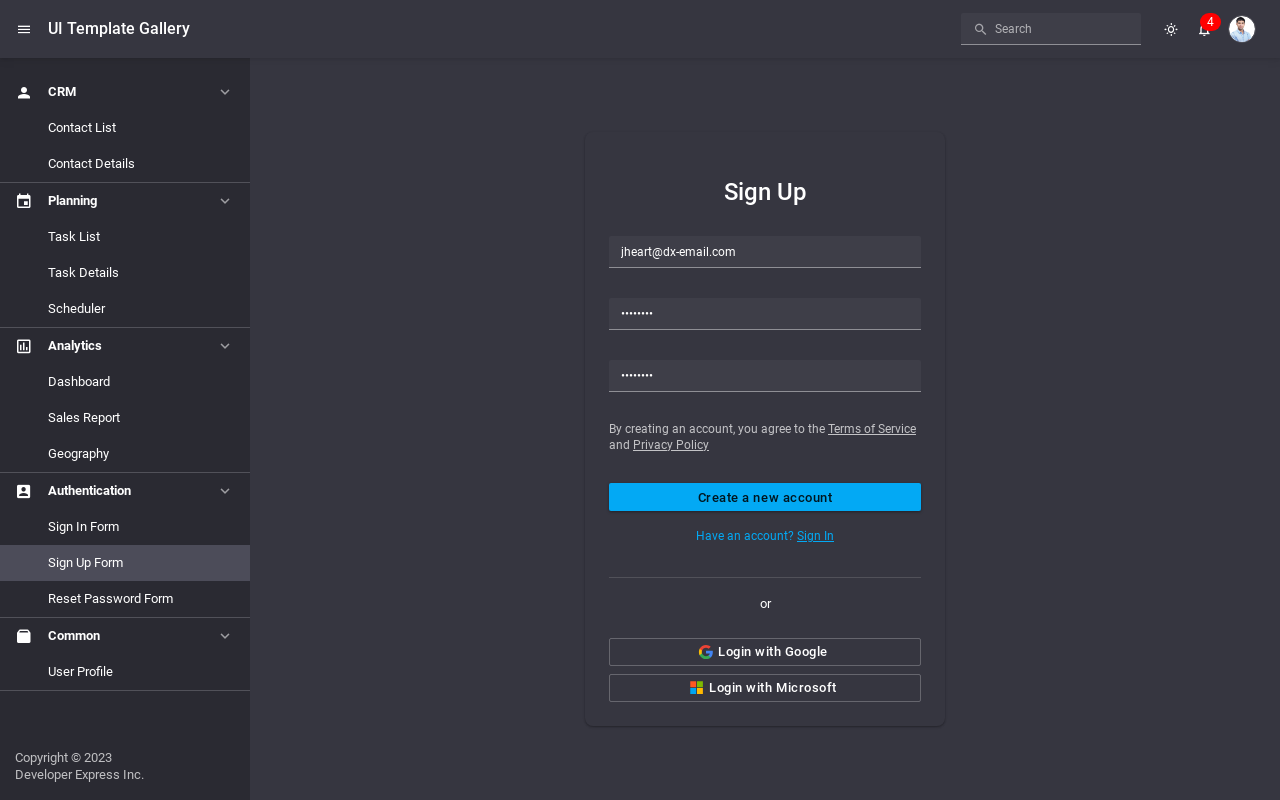 UI Template Gallery
Search
4
CRM
Contact List
Contact Details
Planning
Task List
Task Details
Scheduler
Analytics
Dashboard
Sales Report
Geography
Authentication
Sign In Form
Sign Up Form
Reset Password Form
Common
User Profile
Copyright © 2023
Developer Express Inc.
Sign Up
jheart@dx-email.com
••••••••
••••••••
By creating an account, you agree to the Terms of Service
and Privacy Policy
Create a new account
Have an account? Sign In
or
Login with Google
Login with Microsoft